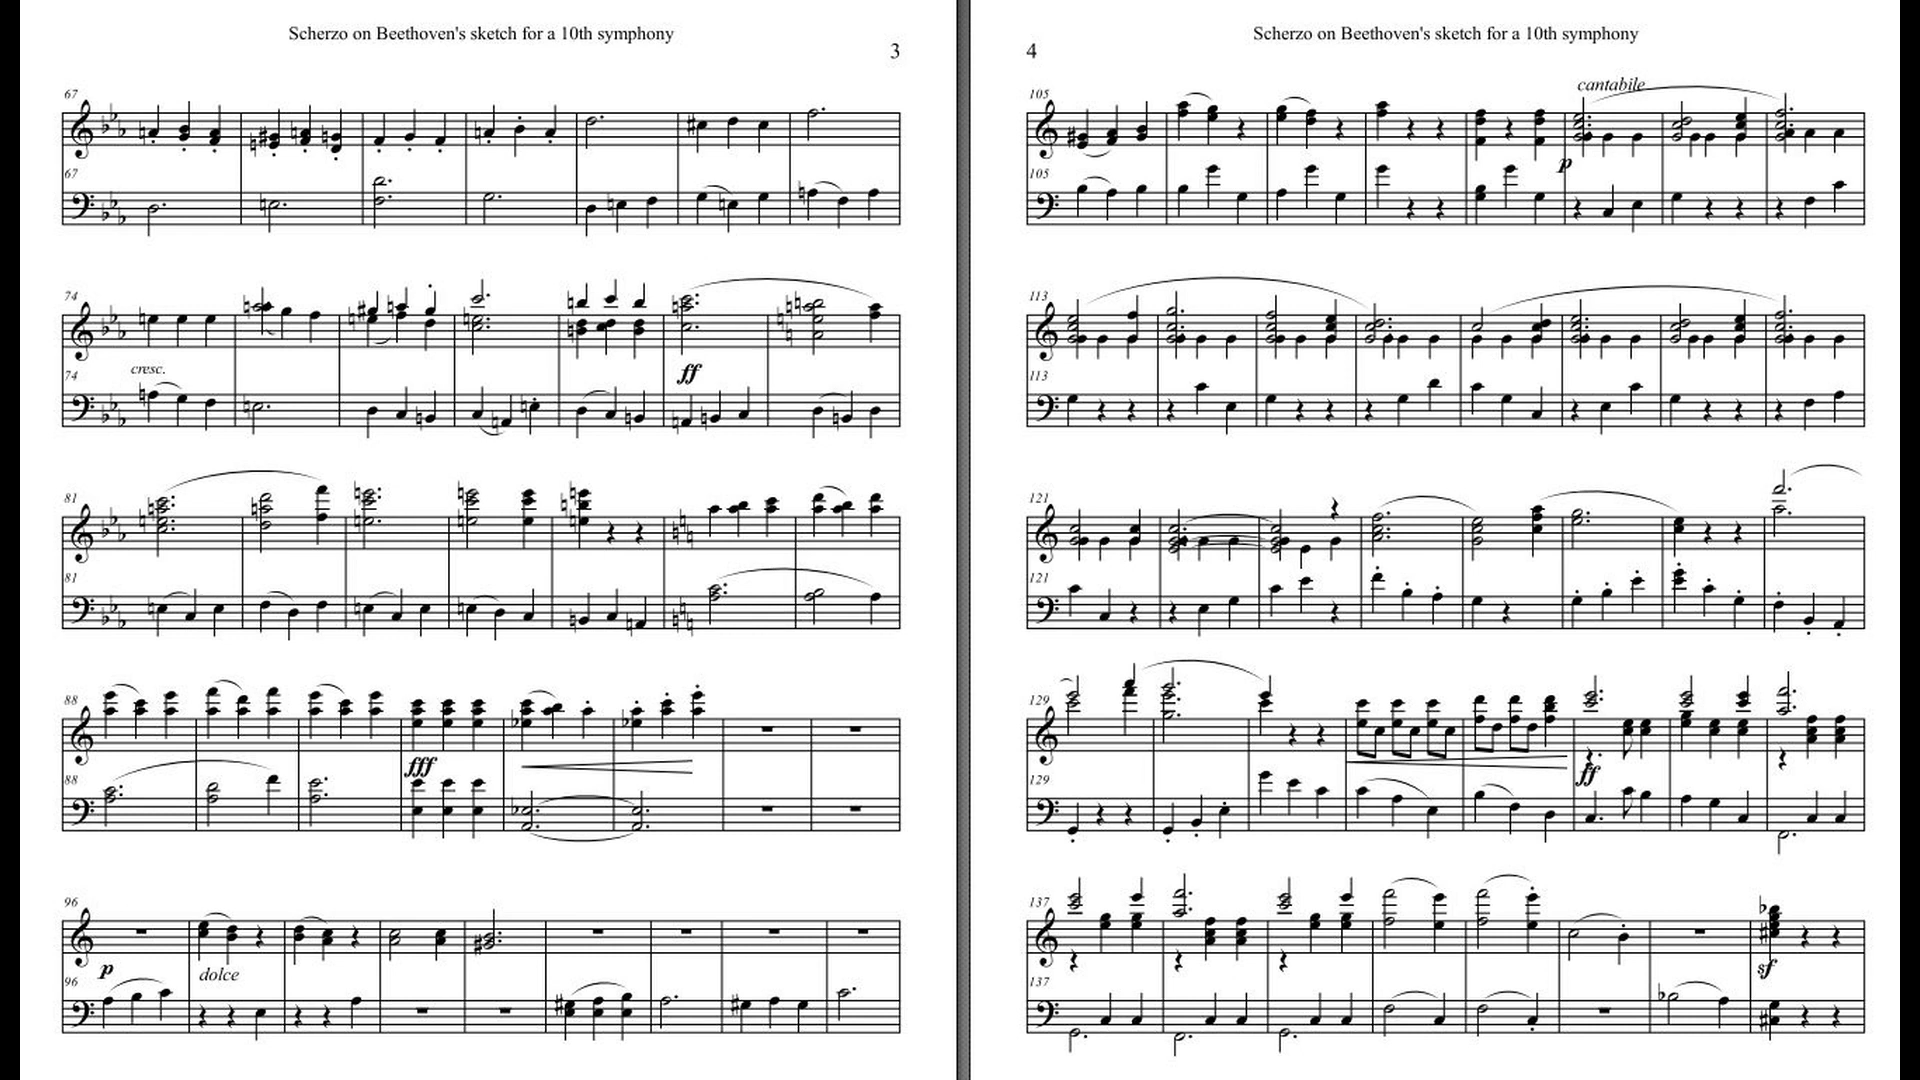 Scherzo on Beethoven's sketch for a 10th symphony
3
67
67
74
cresc.
ff
74
81
81
88
fff
88
96
p
dolce
96
Scherzo on Beethoven's sketch for a 10th symphony
4
cantabile
105
p
105
113
113
121
121
129
ff
129
137
sf
137